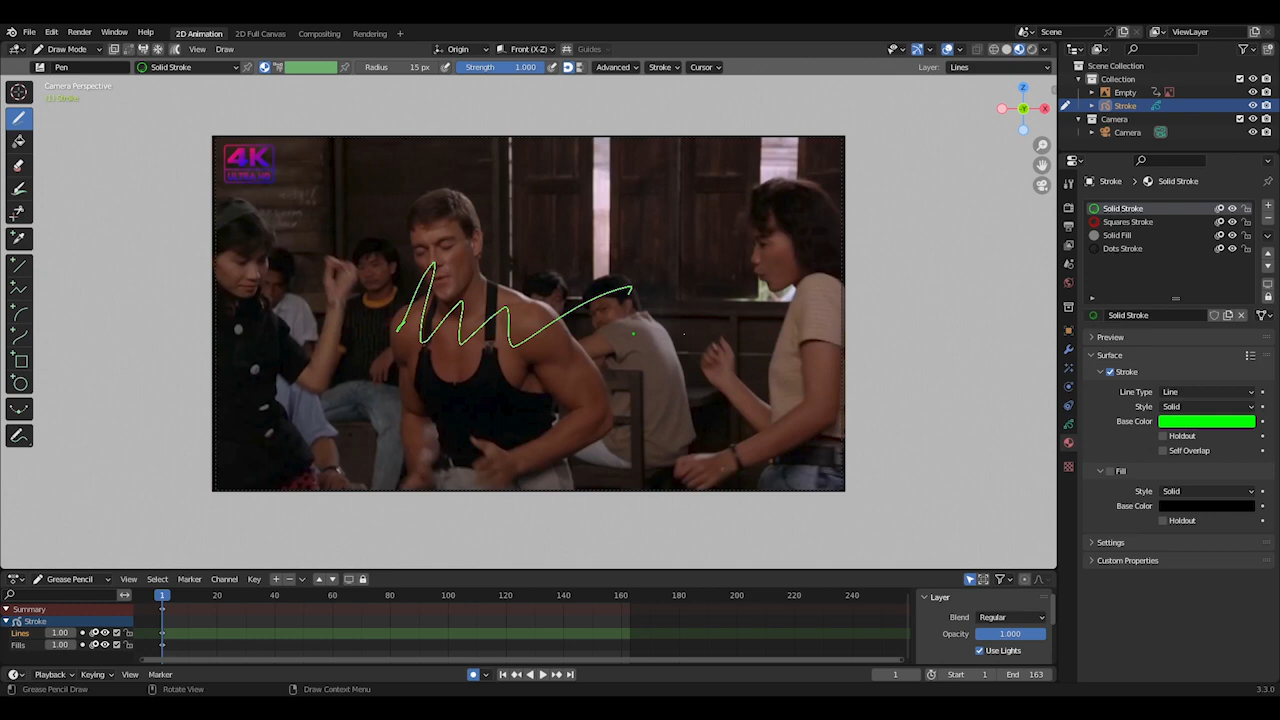 File Edit Render Window Help 2D Animation 2D Full Canvas Compositing Rendering + Scene ViewLayer
Draw Mode View Draw Origin Front (X-Z) Guides
Pen Solid Stroke Radius 15 px Strength 1.000 Advanced Stroke Cursor Layer: Lines
Camera Perspective
(1) Stroke
Z
X
-Y
4K
ULTRA HD
Scene Collection
Collection
Empty
Stroke
Camera
Camera
Stroke > Solid Stroke
Solid Stroke
Squares Stroke
Solid Fill
Dots Stroke
Solid Stroke
Preview
Surface
Stroke
Line Type Line
Style Solid
Base Color
Holdout
Self Overlap
Fill
Style Solid
Base Color
Holdout
Settings
Custom Properties
Grease Pencil View Select Marker Channel Key
1 20 40 60 80 100 120 140 160 180 200 220 240
Summary
Stroke
Lines 1.00
Fills 1.00
Layer
Blend Regular
Opacity 1.000
Use Lights
Playback Keying View Marker 1 Start 1 End 163
Grease Pencil Draw Rotate View Draw Context Menu 3.3.0